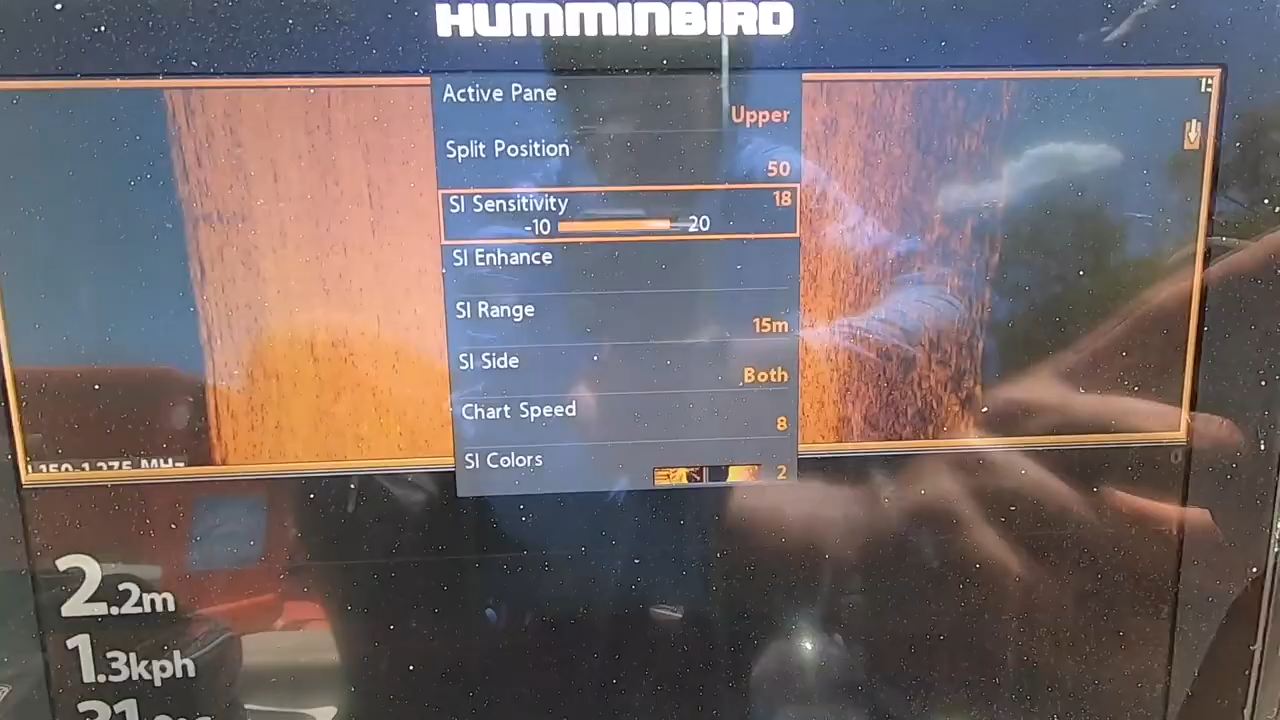 HUMMINBIRD
Active Pane
Upper
Split Position
50
SI Sensitivity
18
-10 20
SI Enhance
SI Range
15m
SI Side
Both
Chart Speed
8
SI Colors
2
2.2m
1.3kph